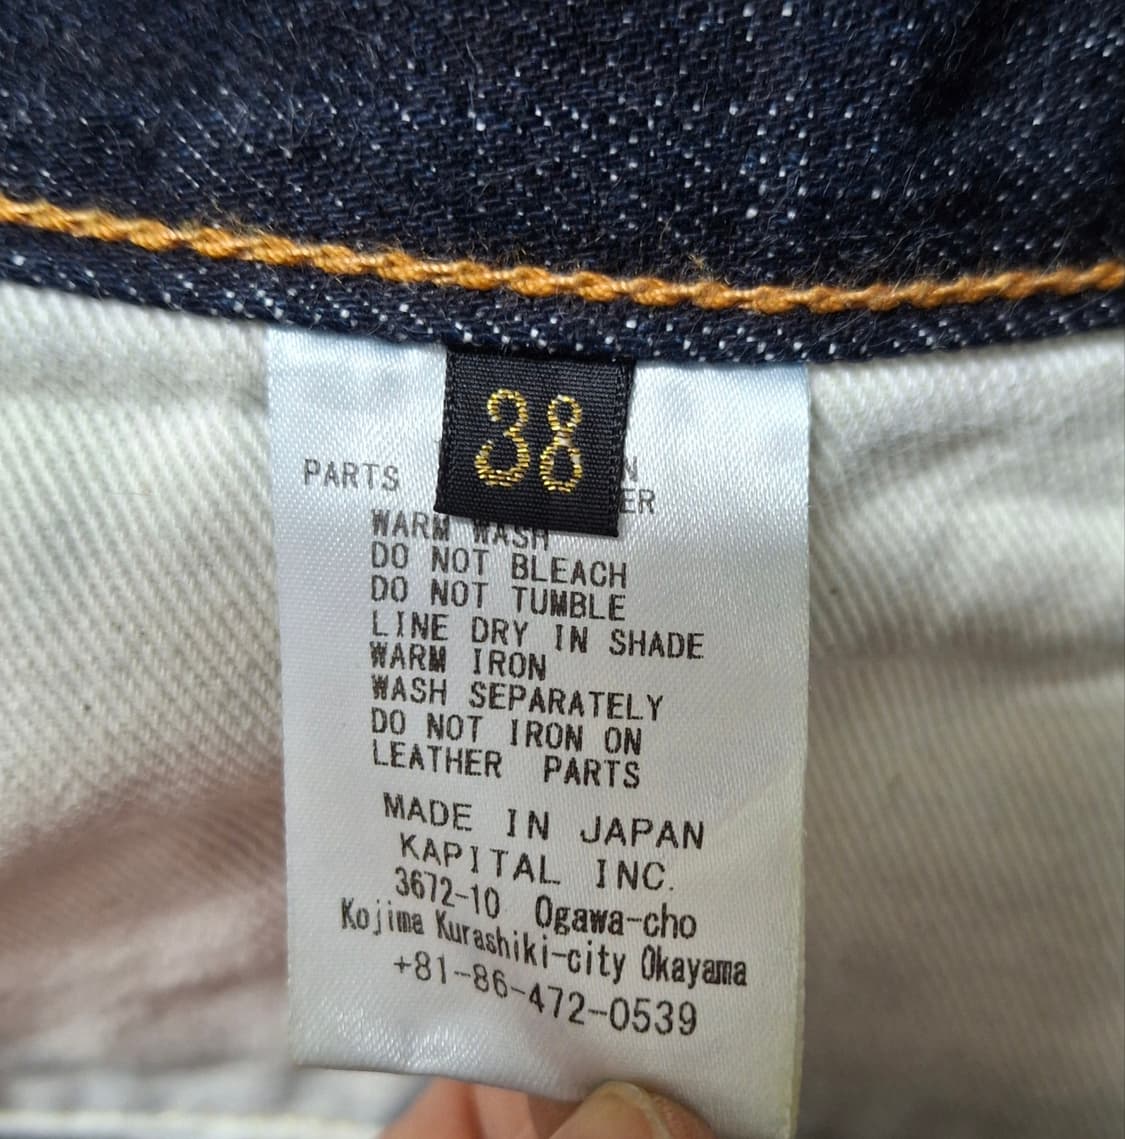 38
PARTS
WARM WASH
DO NOT BLEACH
DO NOT TUMBLE
LINE DRY IN SHADE
WARM IRON
WASH SEPARATELY
DO NOT IRON ON
LEATHER PARTS
MADE IN JAPAN
KAPITAL INC.
3672-10 Ogawa-cho
Kojima Kurashiki-city Okayama
+81-86-472-0539